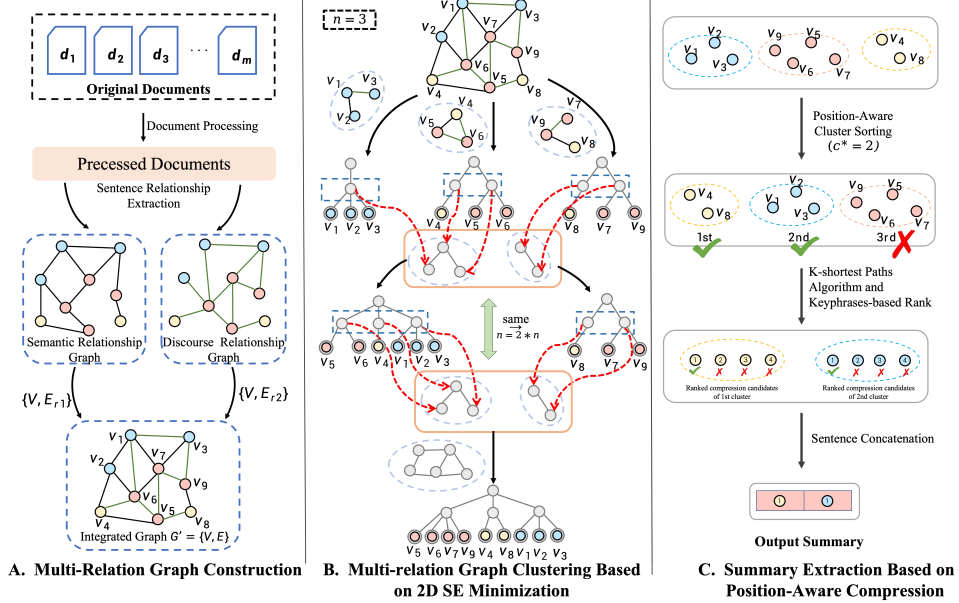 d1 d2 d3 ... dm
Original Documents
Document Processing
Precessed Documents
Sentence Relationship
Extraction
Semantic Relationship
Graph
Discourse Relationship
Graph
{V, Er1}
{V, Er2}
v1 v3
v2 v7
v6 v9
v4 v5 v8
Integrated Graph G′ = {V, E}
A. Multi-Relation Graph Construction
n = 3
v1 v3
v2 v7
v9
v6
v4 v5 v8
v1 v3
v2
v4
v5 v6
v7
v9
v8
v1 v2 v3
v4 v5 v6
v8 v7 v9
same
n → 2 * n
v5 v6 v4 v1 v2 v3
v8 v7 v9
v5 v6 v7 v9 v4 v8 v1 v2 v3
B. Multi-relation Graph Clustering Based
on 2D SE Minimization
v2
v1 v3
v9 v5
v6 v7
v4
v8
Position-Aware
Cluster Sorting
(c* = 2)
v4
v8
1st
v2
v1 v3
2nd
v9 v5
v6 v7
3rd
K-shortest Paths
Algorithm and
Keyphrases-based Rank
1 2 3 4
Ranked compression candidates
of 1st cluster
1 2 3 4
Ranked compression candidates
of 2nd cluster
Sentence Concatenation
1 1
Output Summary
C. Summary Extraction Based on
Position-Aware Compression